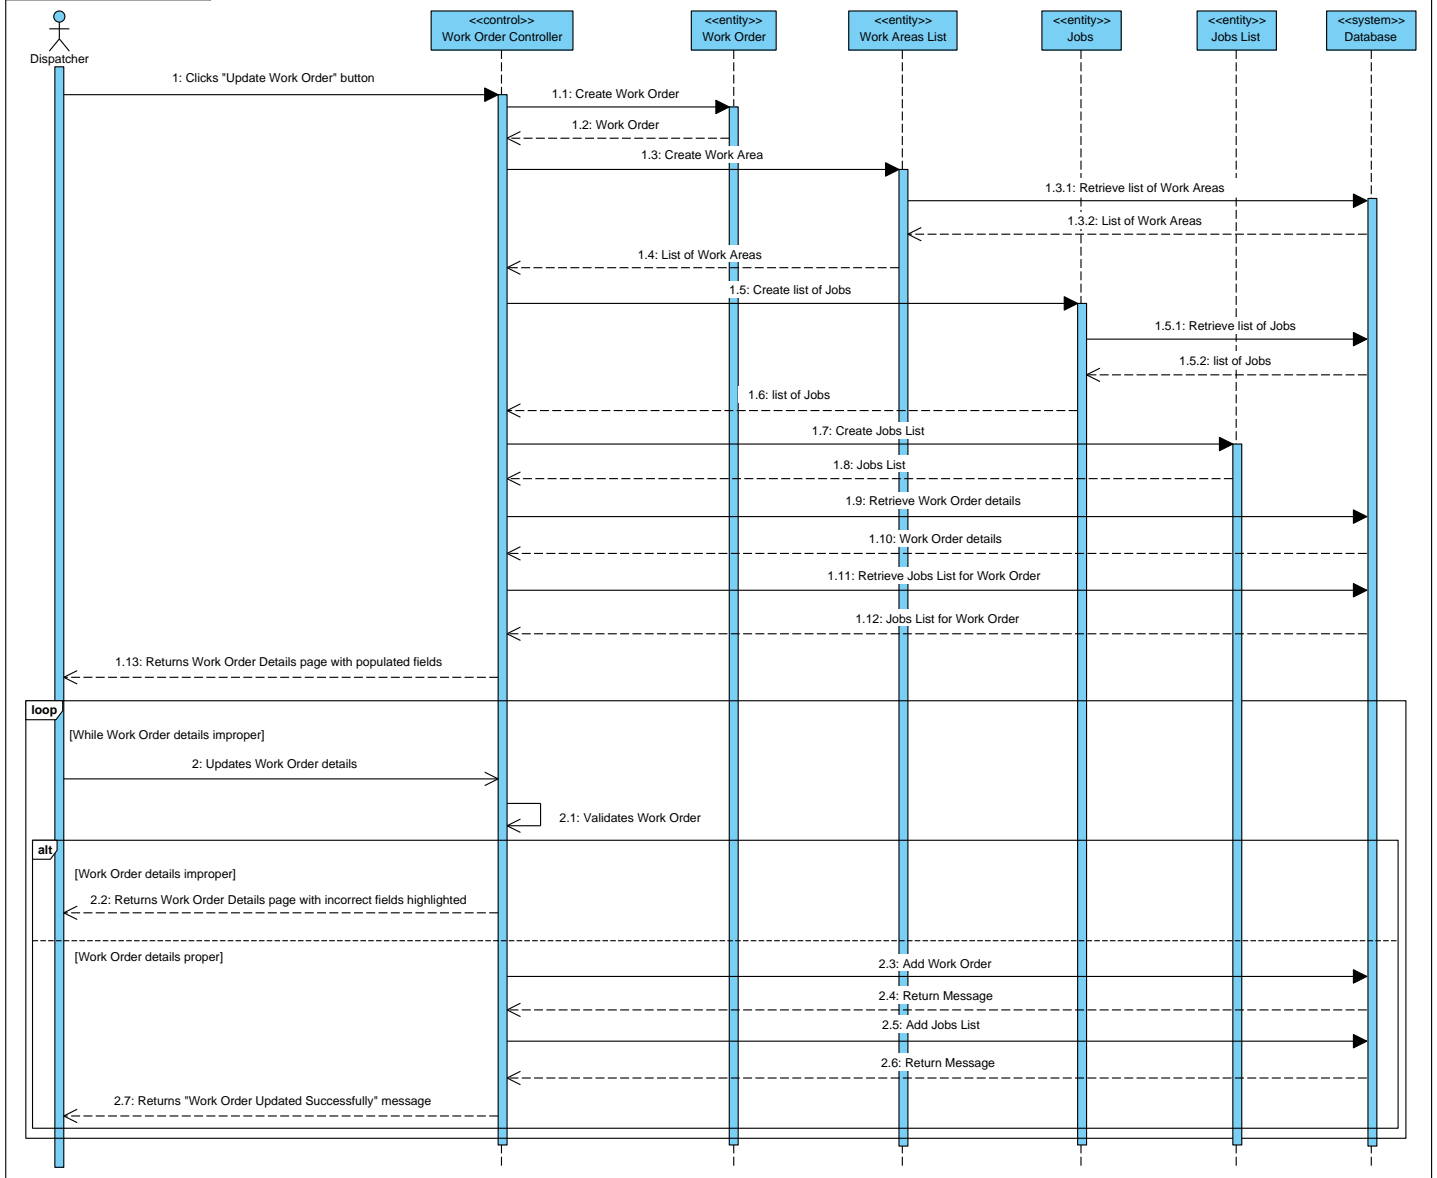 <<control>>
Work Order Controller
<<entity>>
Work Order
<<entity>>
Work Areas List
<<entity>>
Jobs
<<entity>>
Jobs List
<<system>>
Database
Dispatcher
1: Clicks "Update Work Order" button
1.1: Create Work Order
1.2: Work Order
1.3: Create Work Area
1.3.1: Retrieve list of Work Areas
1.3.2: List of Work Areas
1.4: List of Work Areas
1.5: Create list of Jobs
1.5.1: Retrieve list of Jobs
1.5.2: list of Jobs
1.6: list of Jobs
1.7: Create Jobs List
1.8: Jobs List
1.9: Retrieve Work Order details
1.10: Work Order details
1.11: Retrieve Jobs List for Work Order
1.12: Jobs List for Work Order
1.13: Returns Work Order Details page with populated fields
loop
[While Work Order details improper]
2: Updates Work Order details
2.1: Validates Work Order
alt
[Work Order details improper]
2.2: Returns Work Order Details page with incorrect fields highlighted
[Work Order details proper]
2.3: Add Work Order
2.4: Return Message
2.5: Add Jobs List
2.6: Return Message
2.7: Returns "Work Order Updated Successfully" message